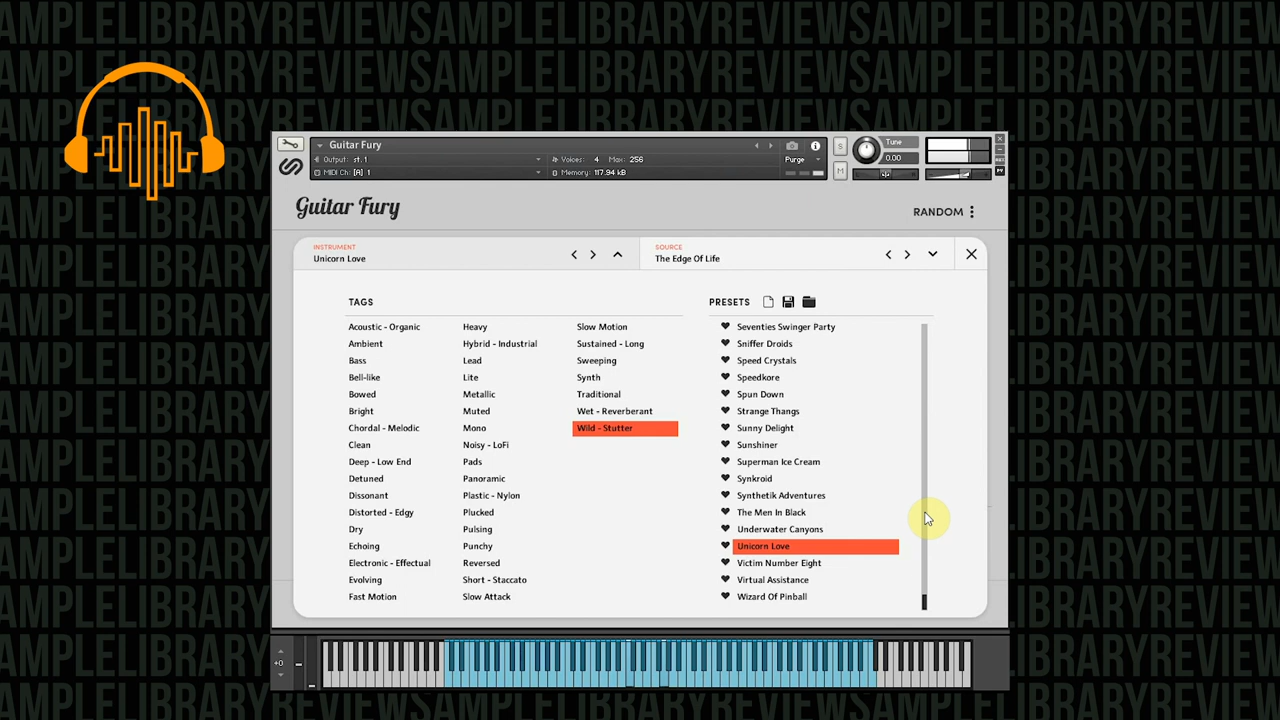 SAMPLELIBRARYREVIEWS
Guitar Fury
Output: st. 1
Voices: 4 Max: 256
Purge
MIDI Ch: [A] 1
Memory: 117.94 kB
S
M
Tune
0.00
Guitar Fury
RANDOM
INSTRUMENT
Unicorn Love
SOURCE
The Edge Of Life
TAGS
Acoustic - Organic
Ambient
Bass
Bell-like
Bowed
Bright
Chordal - Melodic
Clean
Deep - Low End
Detuned
Dissonant
Distorted - Edgy
Dry
Echoing
Electronic - Effectual
Evolving
Fast Motion
Heavy
Hybrid - Industrial
Lead
Lite
Metallic
Muted
Mono
Noisy - LoFi
Pads
Panoramic
Plastic - Nylon
Plucked
Pulsing
Punchy
Reversed
Short - Staccato
Slow Attack
Slow Motion
Sustained - Long
Sweeping
Synth
Traditional
Wet - Reverberant
Wild - Stutter
PRESETS
Seventies Swinger Party
Sniffer Droids
Speed Crystals
Speedkore
Spun Down
Strange Thangs
Sunny Delight
Sunshiner
Superman Ice Cream
Synkroid
Synthetik Adventures
The Men In Black
Underwater Canyons
Unicorn Love
Victim Number Eight
Virtual Assistance
Wizard Of Pinball
+0